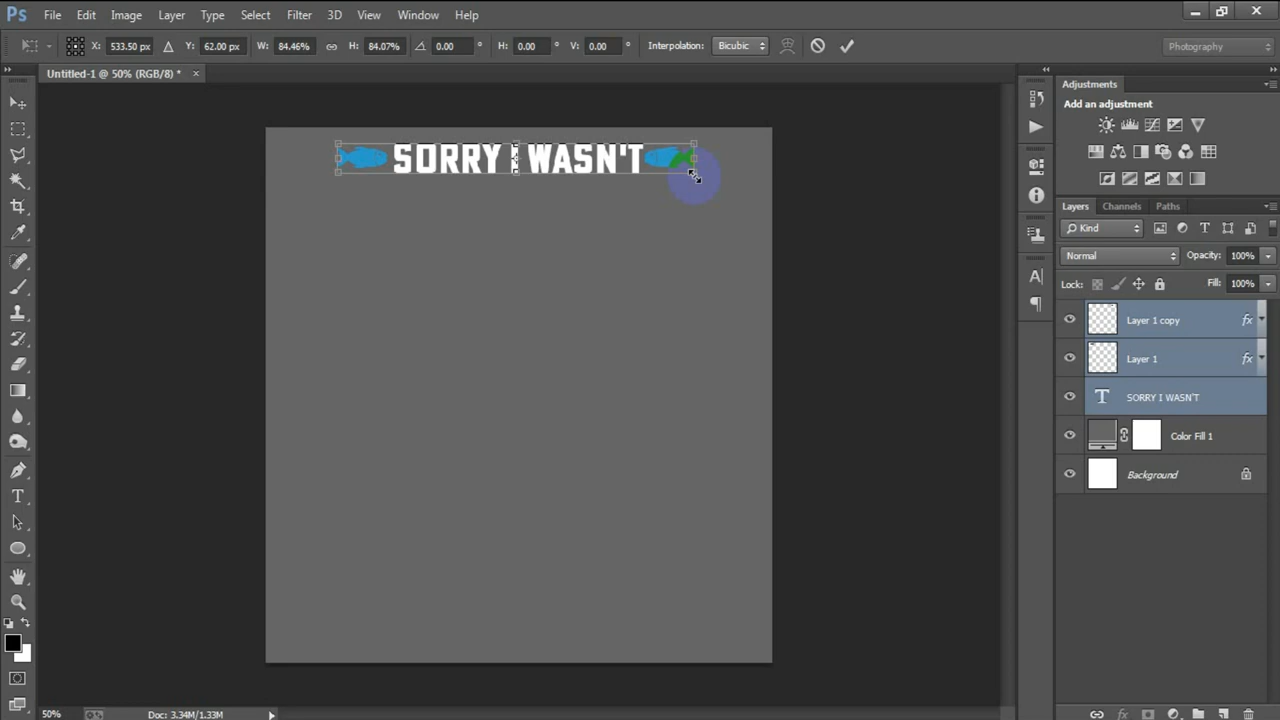 Ps File Edit Image Layer Type Select Filter 3D View Window Help
X: 533.50 px Y: 62.00 px W: 84.46% H: 84.07% 0.00 ° H: 0.00 ° V: 0.00 ° Interpolation: Bicubic Photography
Untitled-1 @ 50% (RGB/8) * ×
Adjustments
Add an adjustment
SORRY I WASN'T
Layers Channels Paths
Kind
Normal Opacity: 100%
Lock: Fill: 100%
Layer 1 copy fx
Layer 1 fx
SORRY I WASN'T
Color Fill 1
Background
50% Doc: 3.34M/1.33M